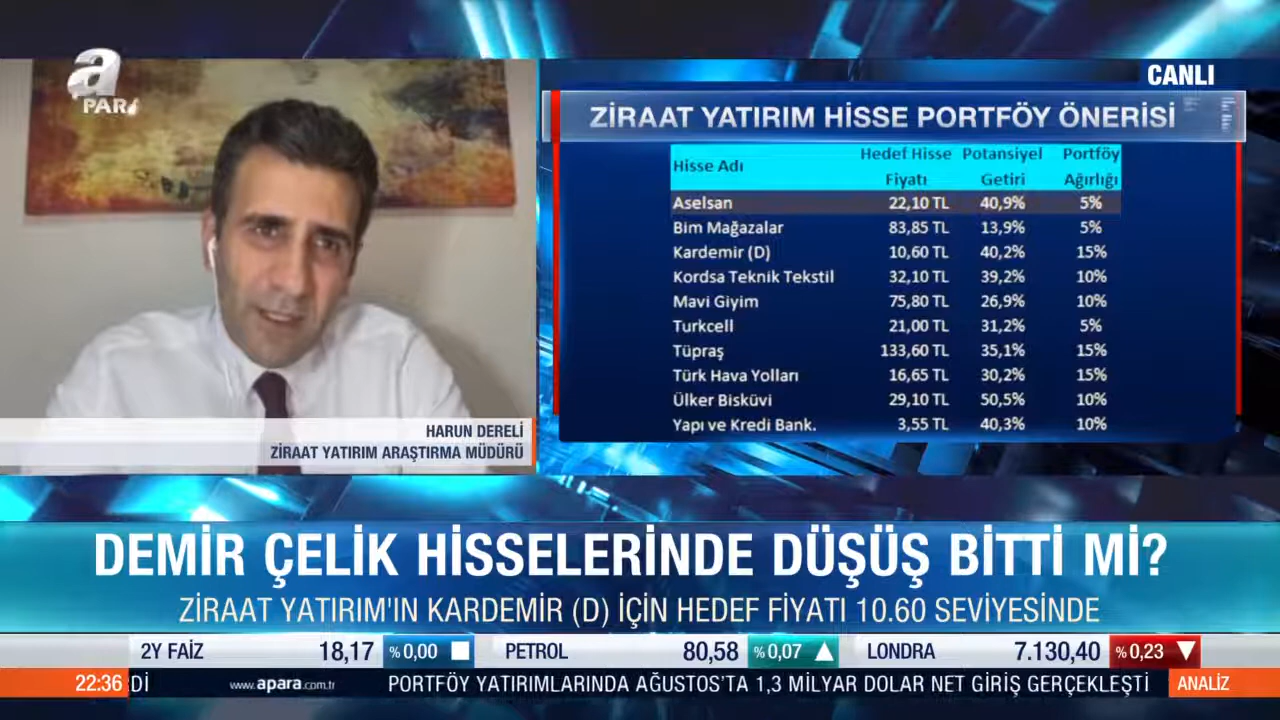 a
PARA
CANLI
ZİRAAT YATIRIM HİSSE PORTFÖY ÖNERİSİ
Hisse Adı Hedef Hisse Fiyatı Potansiyel Getiri Portföy Ağırlığı
Aselsan 22,10 TL 40,9% 5%
Bim Mağazalar 83,85 TL 13,9% 5%
Kardemir (D) 10,60 TL 40,2% 15%
Kordsa Teknik Tekstil 32,10 TL 39,2% 10%
Mavi Giyim 75,80 TL 26,9% 10%
Turkcell 21,00 TL 31,2% 5%
Tüpraş 133,60 TL 35,1% 15%
Türk Hava Yolları 16,65 TL 30,2% 15%
Ülker Bisküvi 29,10 TL 50,5% 10%
Yapı ve Kredi Bank. 3,55 TL 40,3% 10%
HARUN DERELİ
ZİRAAT YATIRIM ARAŞTIRMA MÜDÜRÜ
DEMİR ÇELİK HİSSELERİNDE DÜŞÜŞ BİTTİ Mİ?
ZİRAAT YATIRIM'IN KARDEMİR (D) İÇİN HEDEF FİYATI 10.60 SEVİYESİNDE
2Y FAİZ 18,17 %0,00 PETROL 80,58 %0,07 LONDRA 7.130,40 %0,23
22:36 Dİ www.apara.com.tr PORTFÖY YATIRIMLARINDA AĞUSTOS'TA 1,3 MİLYAR DOLAR NET GİRİŞ GERÇEKLEŞTİ ANALİZ